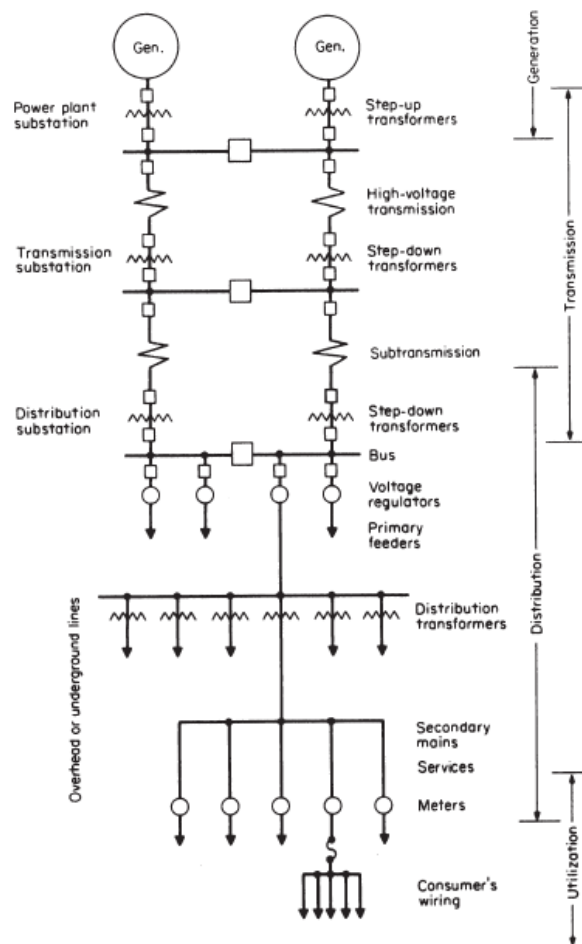 Gen.
Gen.
Generation
Power plant
substation
Step-up
transformers
High-voltage
transmission
Transmission
Transmission
substation
Step-down
transformers
Subtransmission
Distribution
substation
Step-down
transformers
Bus
Voltage
regulators
Primary
feeders
Distribution
Distribution
transformers
Overhead or underground lines
Secondary
mains
Services
Meters
Utilization
Consumer's
wiring